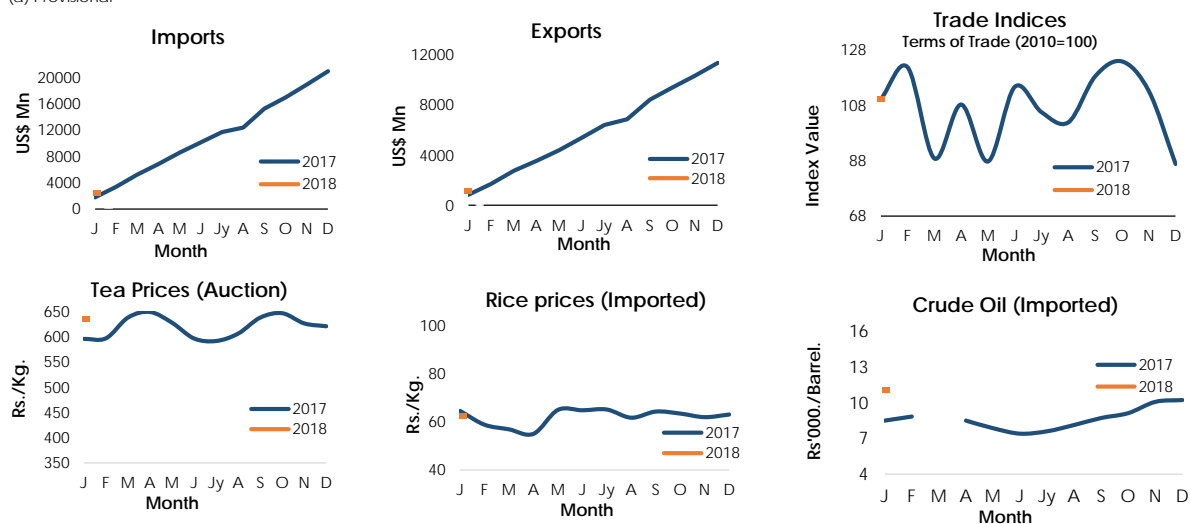 (a) Provisional
Imports
US$ Mn
20000
16000
12000
8000
4000
0
J F M A M J Jy A S O N D
Month
2017
2018
Exports
US$ Mn
12000
8000
4000
0
J F M A M J Jy A S O N D
Month
2017
2018
Trade Indices
Terms of Trade (2010=100)
Index Value
128
108
88
68
J F M A M J Jy A S O N D
Month
2017
2018
Tea Prices (Auction)
Rs./Kg.
650
600
550
500
450
400
350
J F M A M J Jy A S O N D
Month
2017
2018
Rice prices (Imported)
Rs./Kg.
100
80
60
40
J F M A M J Jy A S O N D
Month
2017
2018
Crude Oil (Imported)
Rs'000./Barrel.
16
13
10
7
4
J F M A M J Jy A S O N D
Month
2017
2018